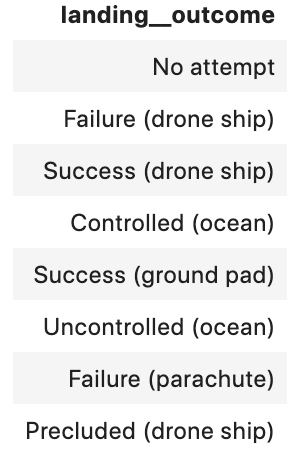 landing__outcome
No attempt
Failure (drone ship)
Success (drone ship)
Controlled (ocean)
Success (ground pad)
Uncontrolled (ocean)
Failure (parachute)
Precluded (drone ship)